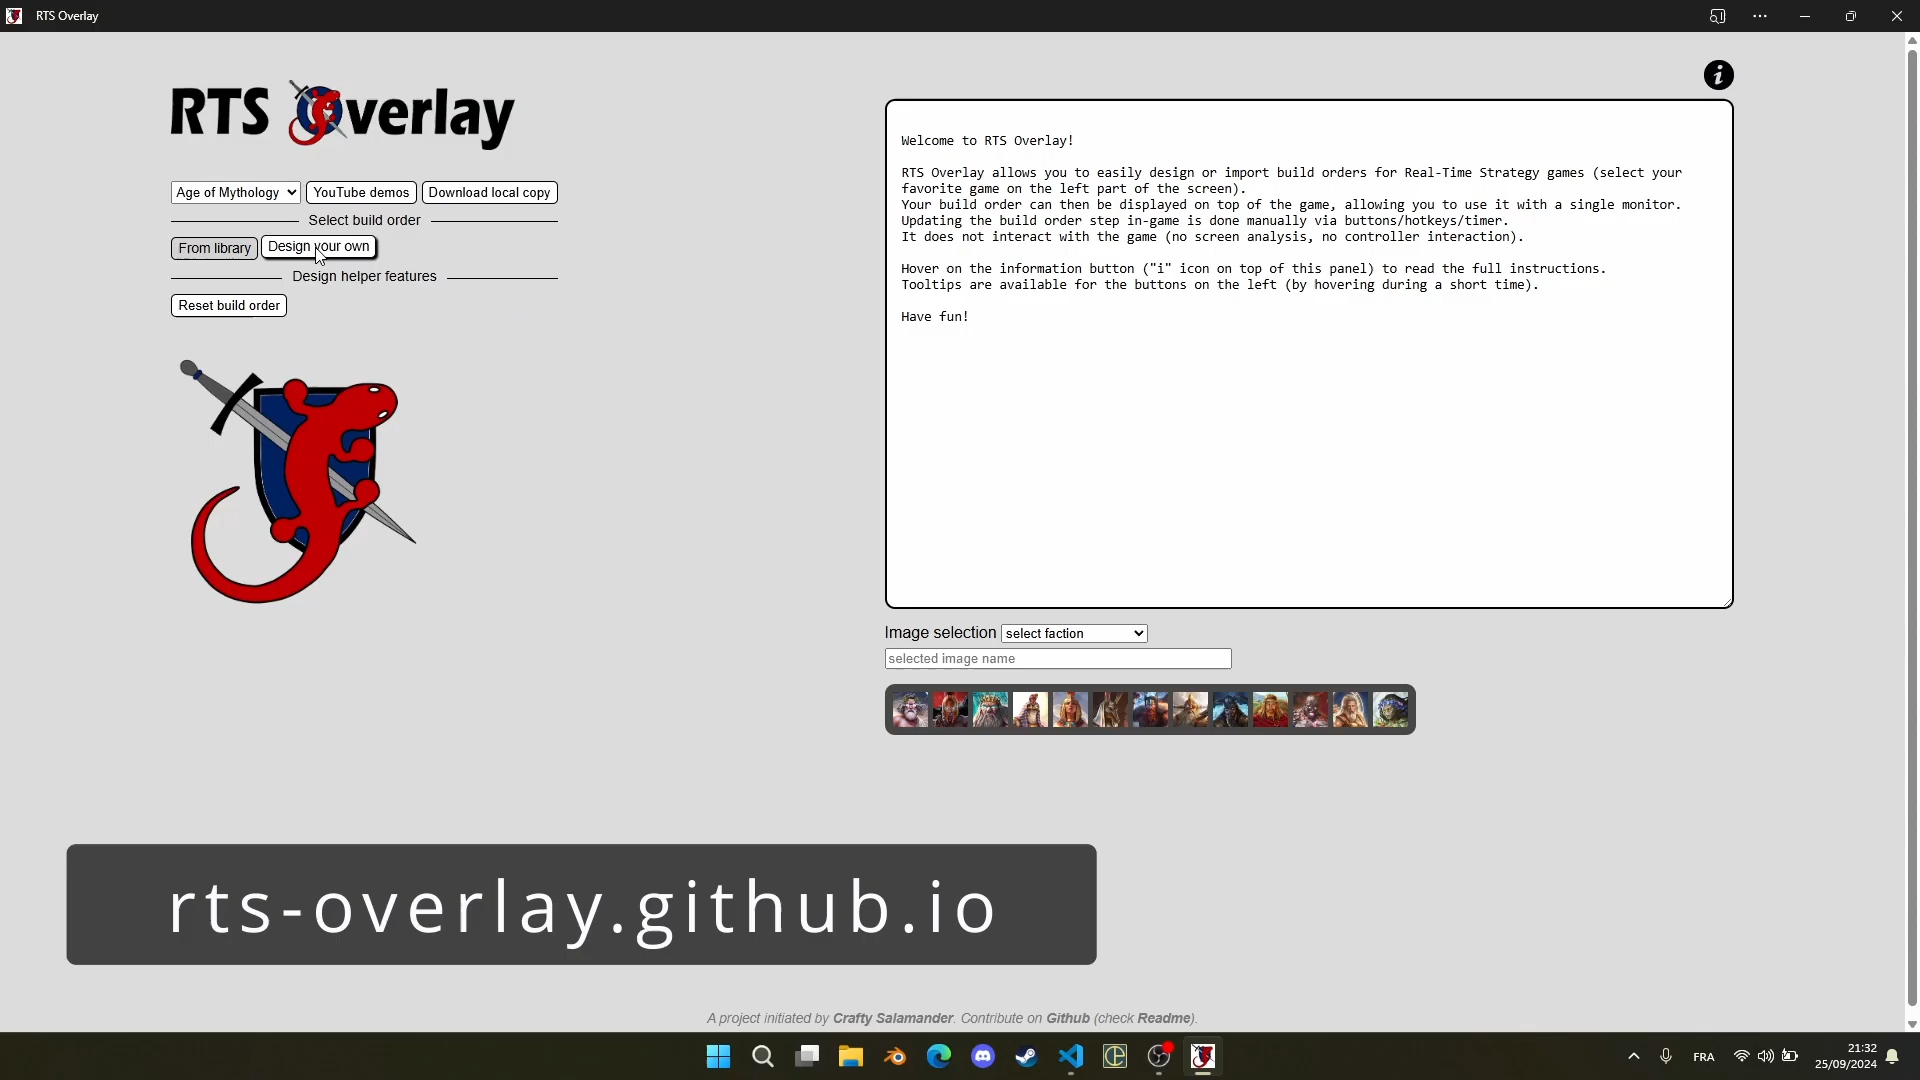 RTS Overlay
RTS Overlay
Age of Mythology
YouTube demos
Download local copy
Select build order
From library
Design your own
Design helper features
Reset build order
i
Welcome to RTS Overlay!
RTS Overlay allows you to easily design or import build orders for Real-Time Strategy games (select your
favorite game on the left part of the screen).
Your build order can then be displayed on top of the game, allowing you to use it with a single monitor.
Updating the build order step in-game is done manually via buttons/hotkeys/timer.
It does not interact with the game (no screen analysis, no controller interaction).
Hover on the information button ("i" icon on top of this panel) to read the full instructions.
Tooltips are available for the buttons on the left (by hovering during a short time).
Have fun!
Image selection
select faction
selected image name
rts-overlay.github.io
A project initiated by Crafty Salamander. Contribute on Github (check Readme).
FRA
21:32
25/09/2024